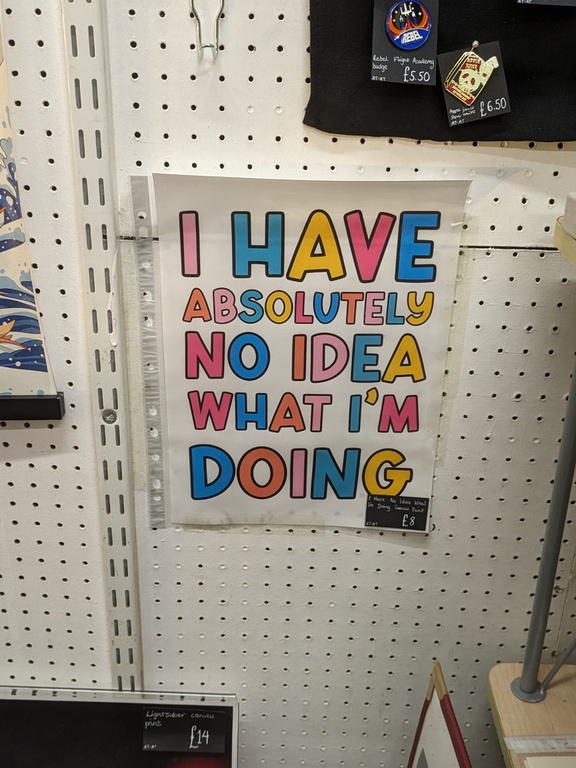 REBEL
Rebel Flight Academy
badge
£5.50
£6.50
I HAVE
ABSOLUTELY
NO IDEA
WHAT I'M
DOING
I Have No Idea What
I'm Doing Canvas Print
£8
Lightsaber canvas
print
£14